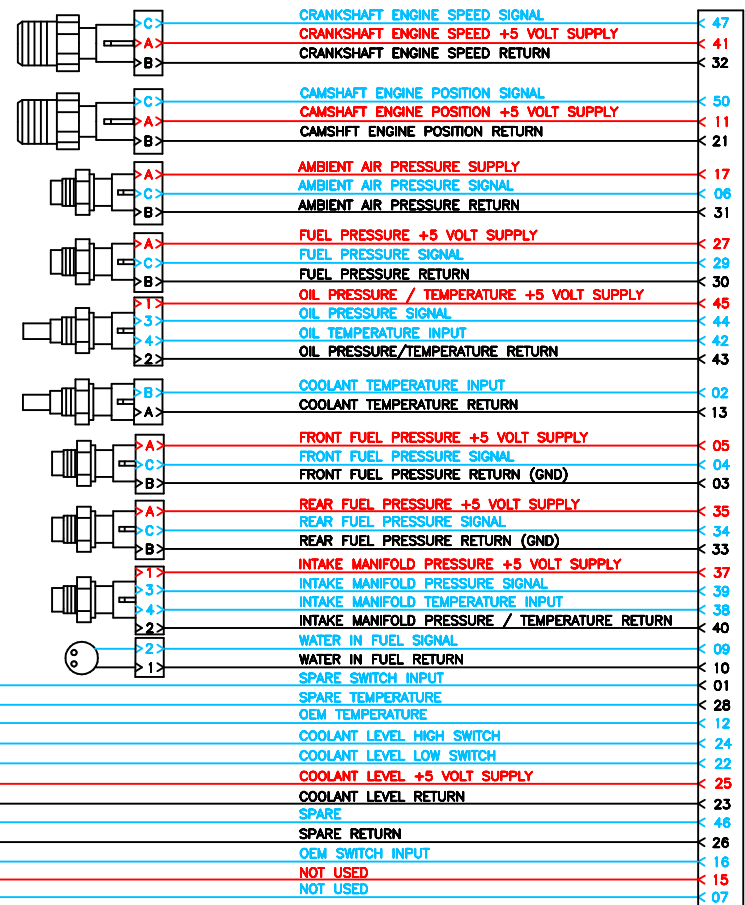 C CRANKSHAFT ENGINE SPEED SIGNAL 47
A CRANKSHAFT ENGINE SPEED +5 VOLT SUPPLY 41
B CRANKSHAFT ENGINE SPEED RETURN 32
C CAMSHAFT ENGINE POSITION SIGNAL 50
A CAMSHAFT ENGINE POSITION +5 VOLT SUPPLY 11
B CAMSHFT ENGINE POSITION RETURN 21
A AMBIENT AIR PRESSURE SUPPLY 17
C AMBIENT AIR PRESSURE SIGNAL 06
B AMBIENT AIR PRESSURE RETURN 31
A FUEL PRESSURE +5 VOLT SUPPLY 27
C FUEL PRESSURE SIGNAL 29
B FUEL PRESSURE RETURN 30
1 OIL PRESSURE / TEMPERATURE +5 VOLT SUPPLY 45
3 OIL PRESSURE SIGNAL 44
4 OIL TEMPERATURE INPUT 42
2 OIL PRESSURE/TEMPERATURE RETURN 43
B COOLANT TEMPERATURE INPUT 02
A COOLANT TEMPERATURE RETURN 13
A FRONT FUEL PRESSURE +5 VOLT SUPPLY 05
C FRONT FUEL PRESSURE SIGNAL 04
B FRONT FUEL PRESSURE RETURN (GND) 03
A REAR FUEL PRESSURE +5 VOLT SUPPLY 35
C REAR FUEL PRESSURE SIGNAL 34
B REAR FUEL PRESSURE RETURN (GND) 33
1 INTAKE MANIFOLD PRESSURE +5 VOLT SUPPLY 37
3 INTAKE MANIFOLD PRESSURE SIGNAL 39
4 INTAKE MANIFOLD TEMPERATURE INPUT 38
2 INTAKE MANIFOLD PRESSURE / TEMPERATURE RETURN 40
2 WATER IN FUEL SIGNAL 09
1 WATER IN FUEL RETURN 10
SPARE SWITCH INPUT 01
SPARE TEMPERATURE 28
OEM TEMPERATURE 12
COOLANT LEVEL HIGH SWITCH 24
COOLANT LEVEL LOW SWITCH 22
COOLANT LEVEL +5 VOLT SUPPLY 25
COOLANT LEVEL RETURN 23
SPARE 46
SPARE RETURN 26
OEM SWITCH INPUT 16
NOT USED 15
NOT USED 07